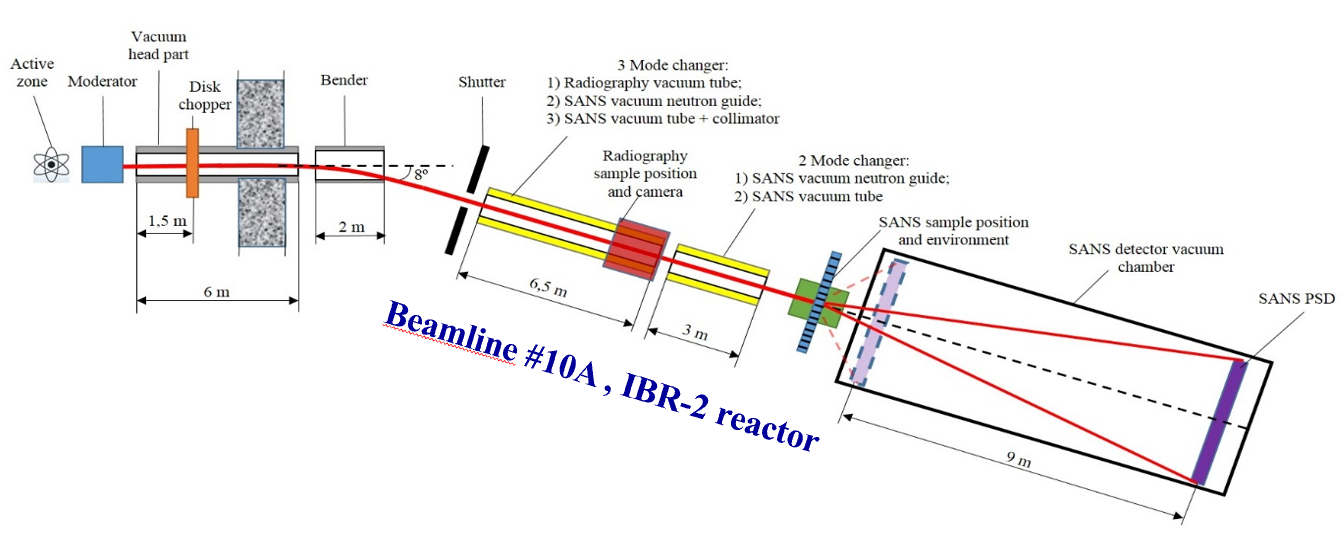 Active
zone
Moderator
Vacuum
head part
Disk
chopper
Bender
Shutter
3 Mode changer:
1) Radiography vacuum tube;
2) SANS vacuum neutron guide;
3) SANS vacuum tube + collimator
Radiography
sample position
and camera
2 Mode changer:
1) SANS vacuum neutron guide;
2) SANS vacuum tube
SANS sample position
and environment
SANS detector vacuum
chamber
SANS PSD
8°
1,5 m
2 m
6 m
6,5 m
3 m
9 m
Beamline #10A , IBR-2 reactor